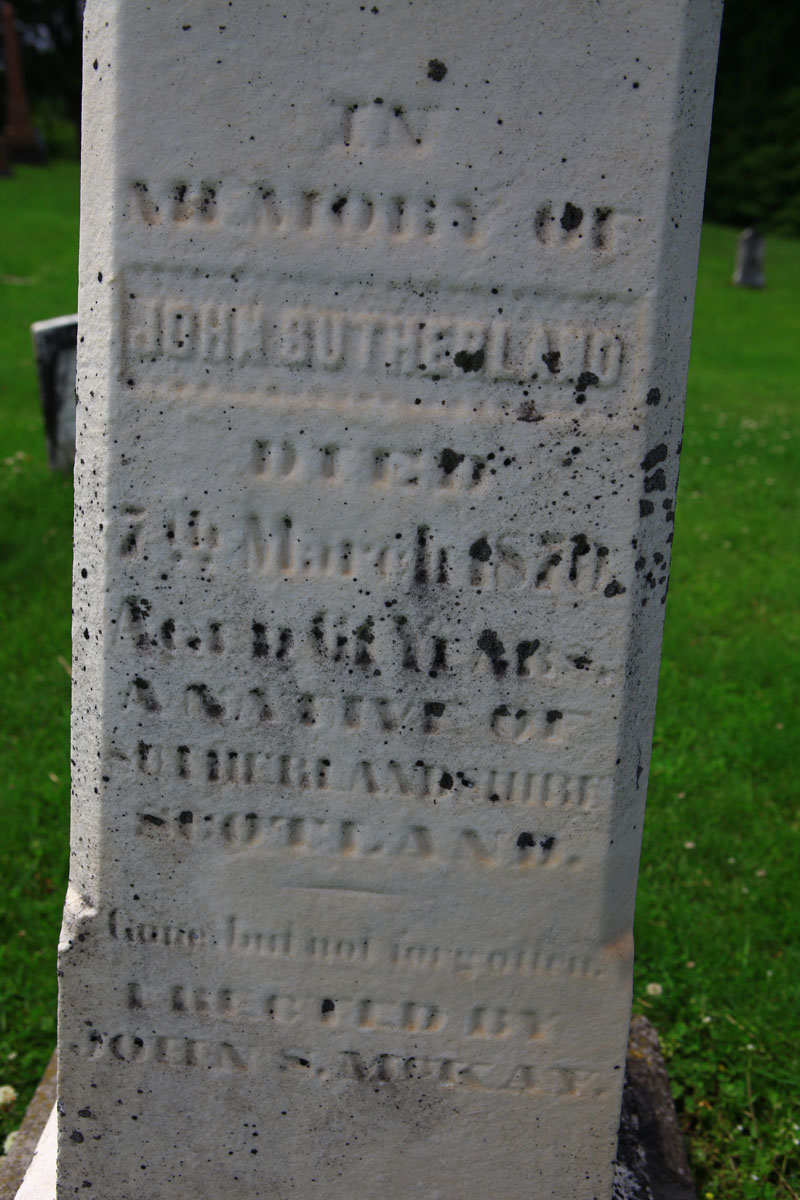 IN
MEMORY OF
JOHN SUTHERLAND
DIED
7th March 1870.
AGED 61 YEARS.
A NATIVE OF
SUTHERLANDSHIRE
SCOTLAND.
Gone, but not forgotten.
ERECTED BY
JOHN S. McKAY.